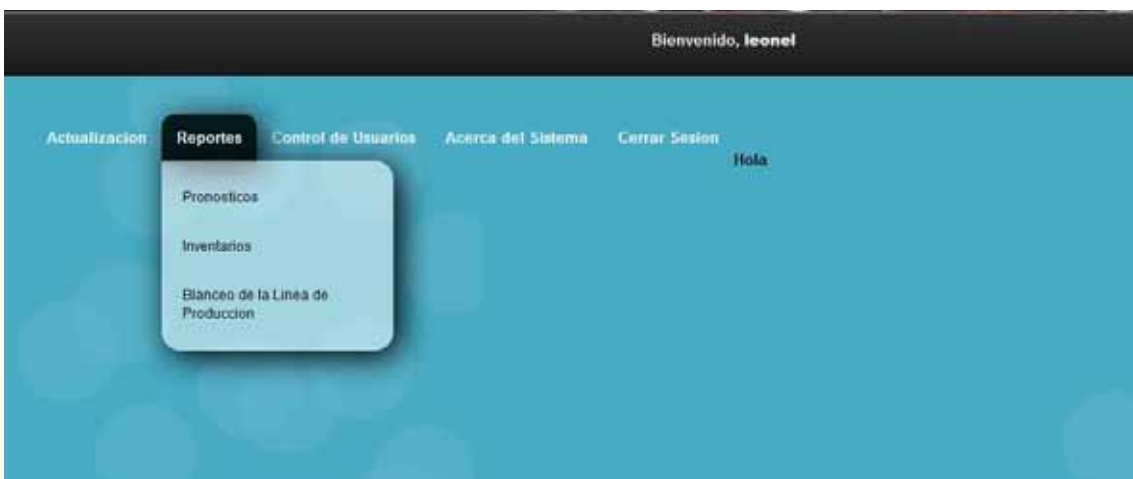 Bienvenido, leonel
Actualizacion Reportes Control de Usuarios Acerca del Sistema Cerrar Sesion
Hola
Pronosticos
Inventarios
Blanceo de la Linea de
Produccion